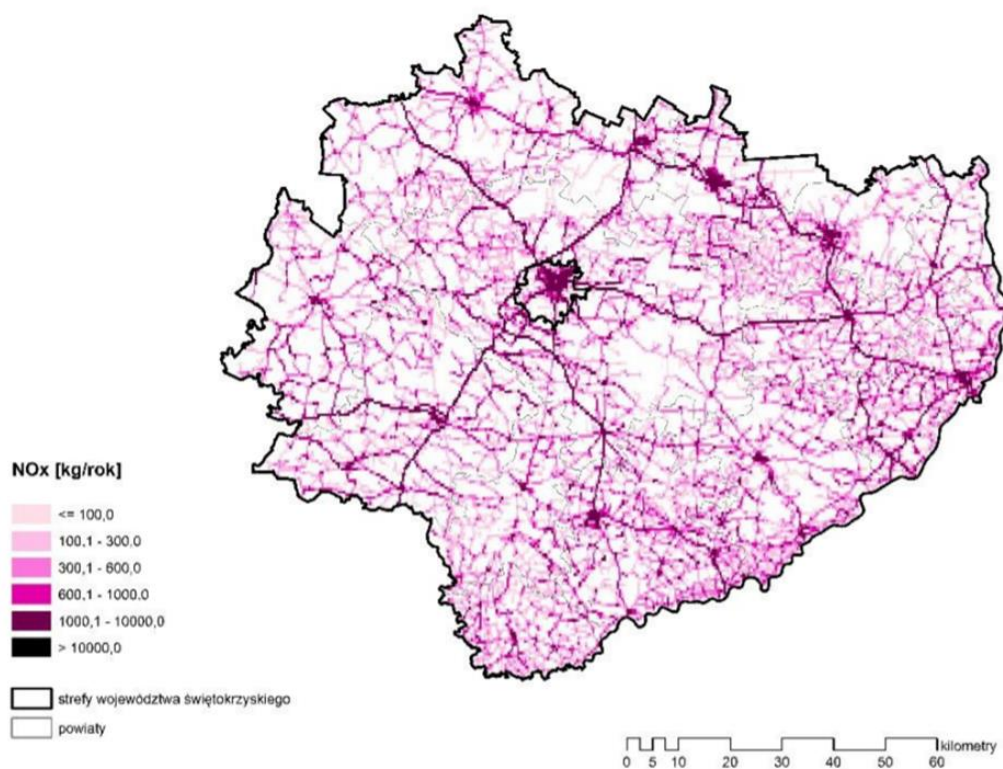 NOx [kg/rok]
<= 100,0
100,1 - 300,0
300,1 - 600,0
600,1 - 1000,0
1000,1 - 10000,0
> 10000,0
strefy województwa świętokrzyskiego
powiaty
kilometry
0 5 10 20 30 40 50 60